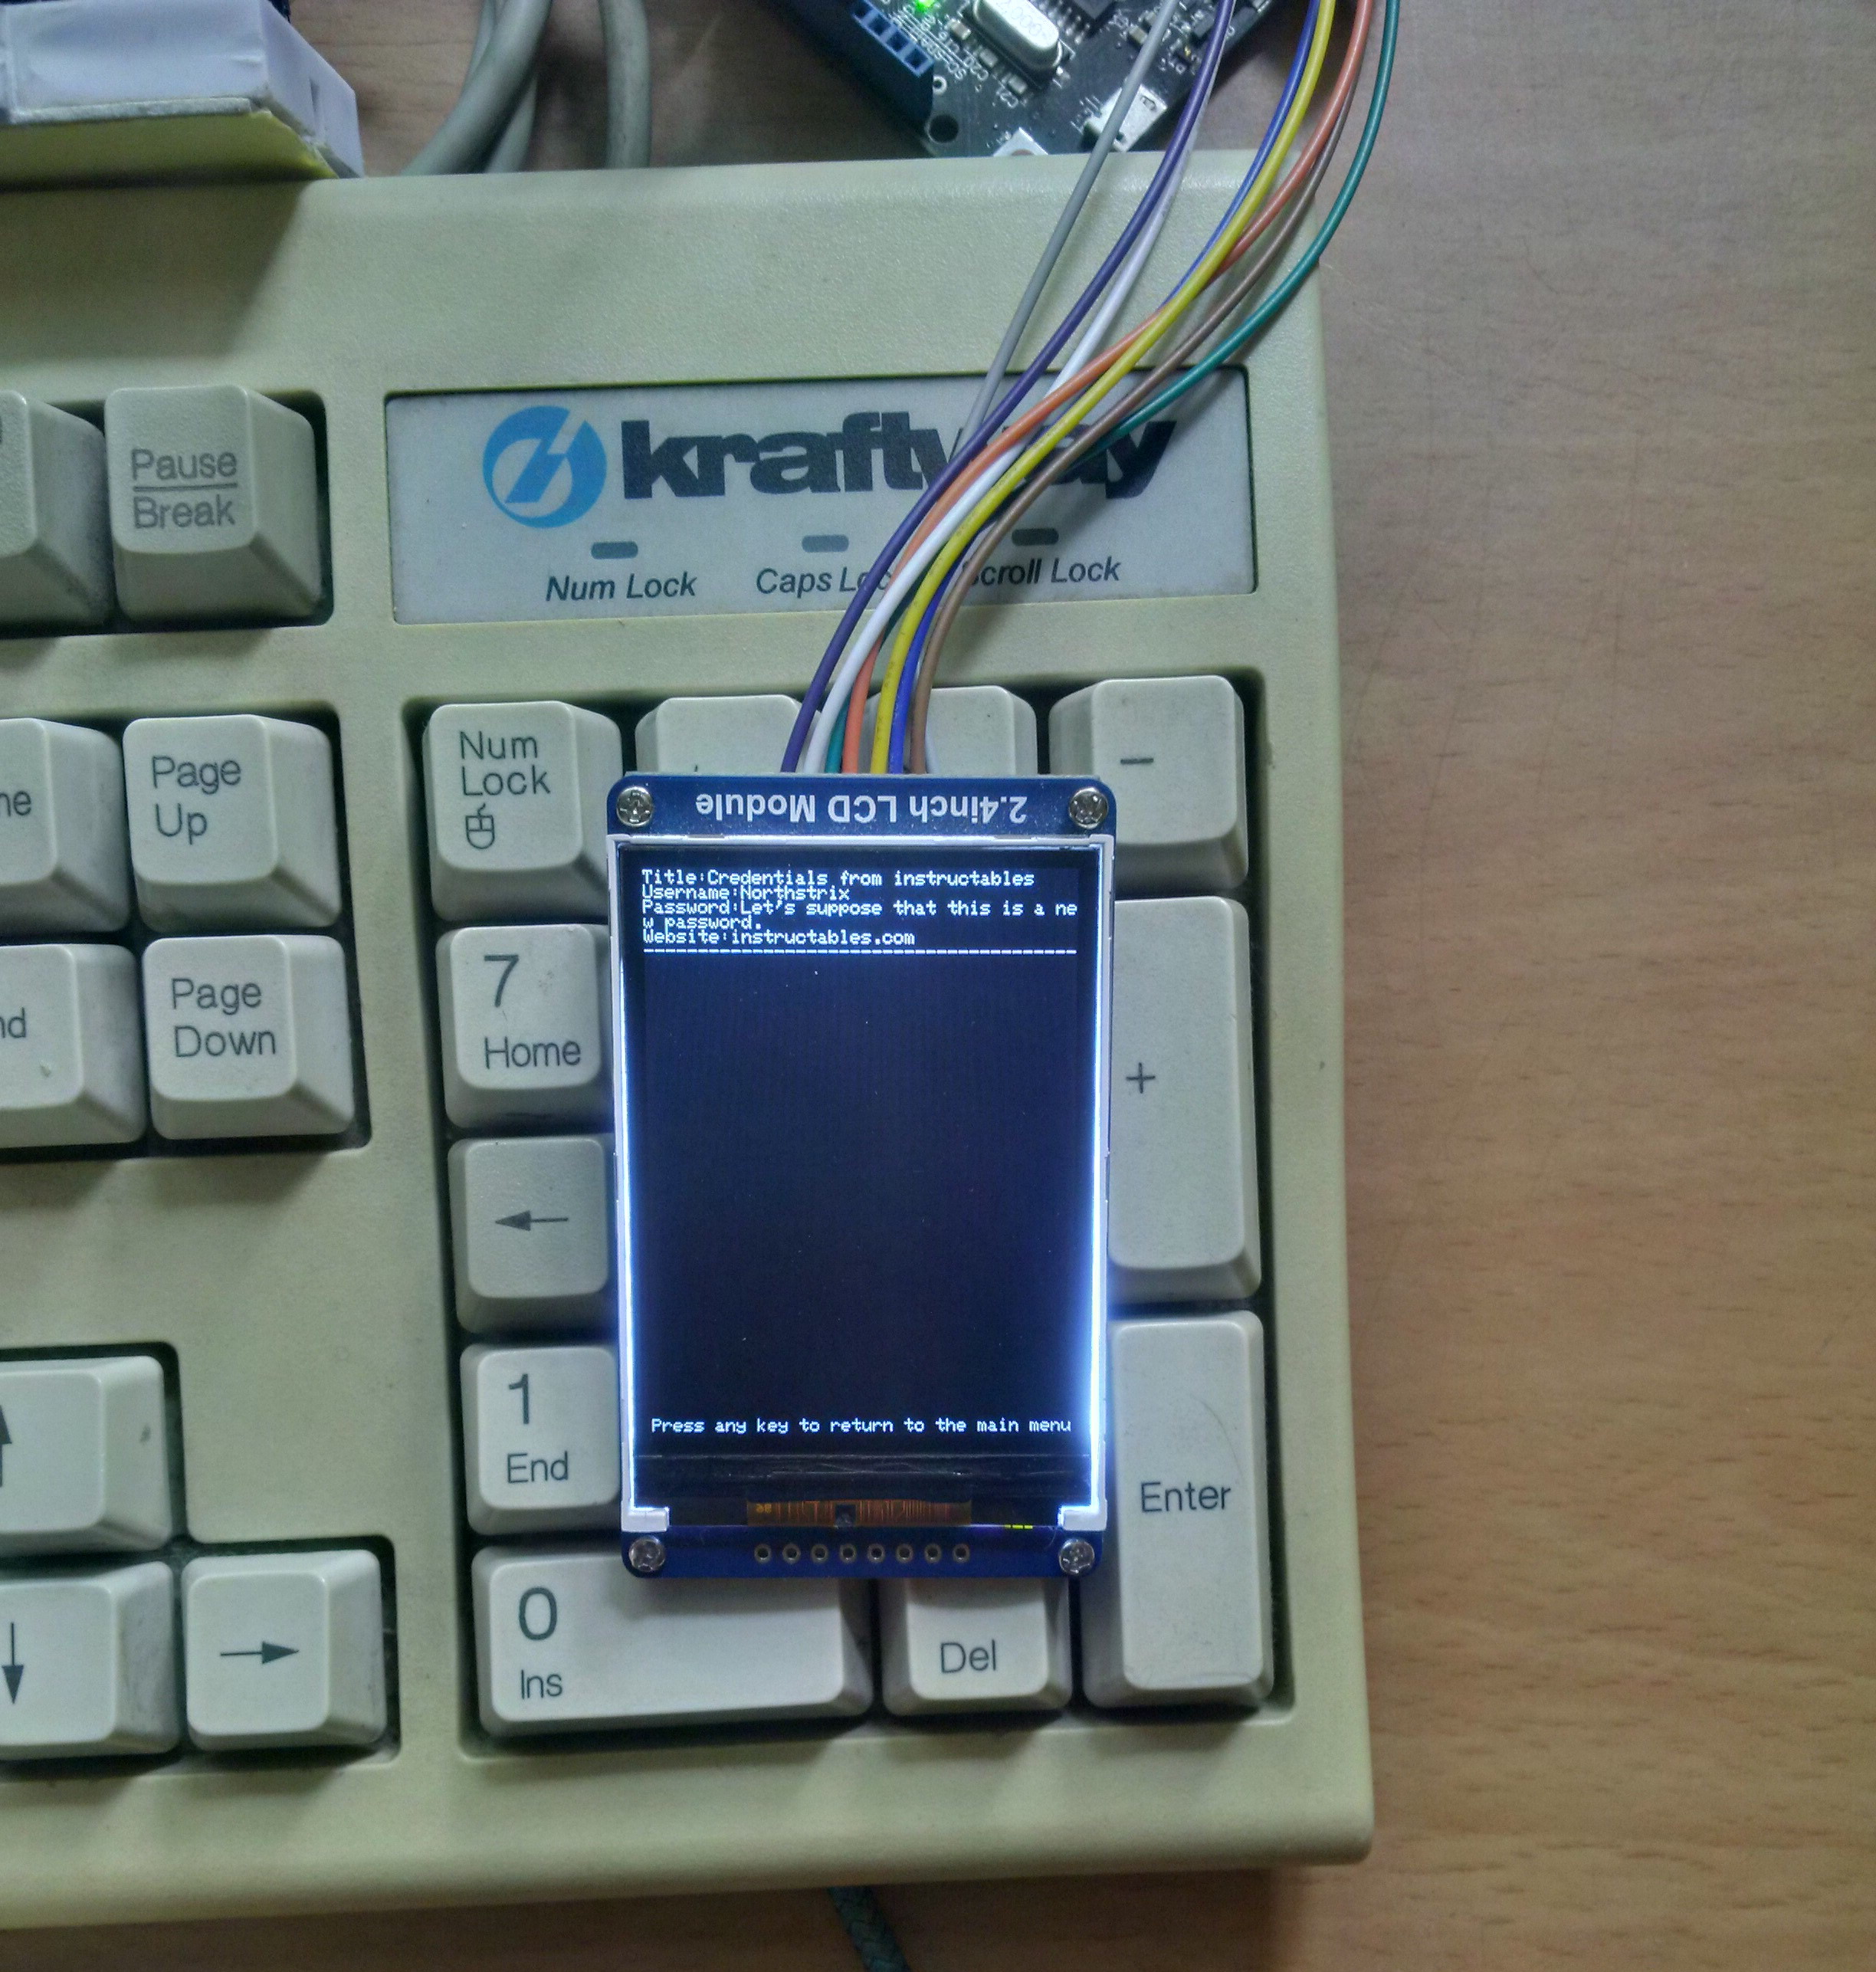 Pause
Break
kraftway
Num Lock
Caps Loc
Scroll Lock
Num
Lock
Page
Up
2.4inch LCD Module
Title:Credentials from instructables
Username:Northstrix
Password:Let's suppose that this is a ne
w password.
Website:instructables.com
Press any key to return to the main menu
-
7
Home
Page
Down
+
1
End
Enter
0
Ins
Del